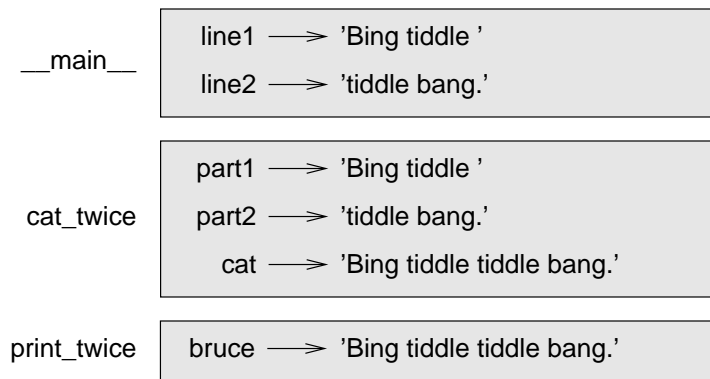 __main__
line1 ’Bing tiddle ’
line2 ’tiddle bang.’
cat_twice
part1 ’Bing tiddle ’
part2 ’tiddle bang.’
cat ’Bing tiddle tiddle bang.’
print_twice
bruce ’Bing tiddle tiddle bang.’